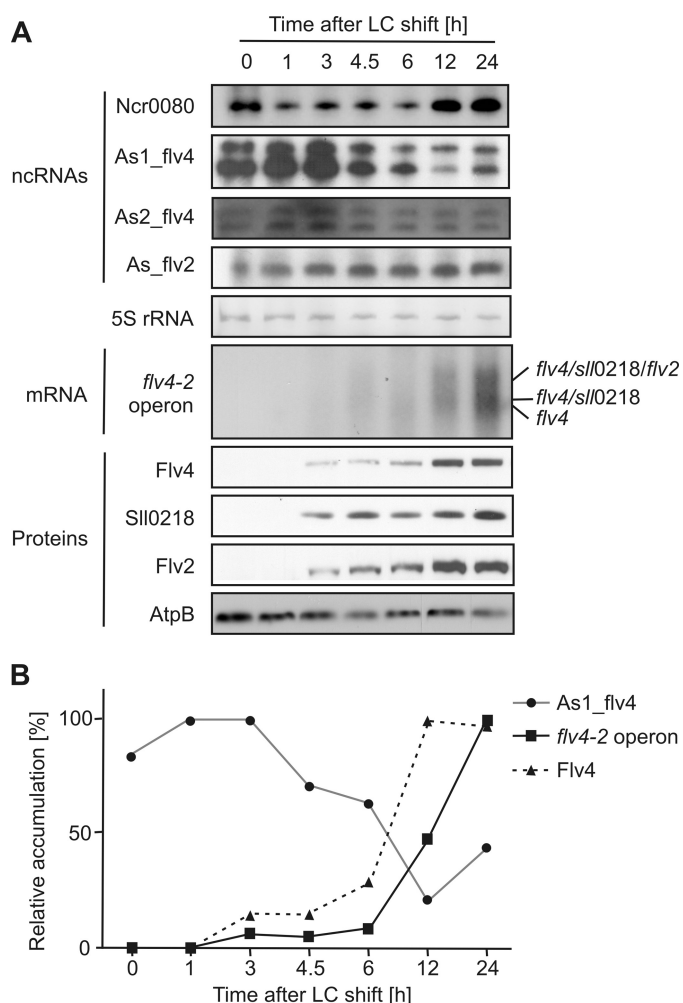 A
Time after LC shift [h]
0 1 3 4.5 6 12 24
ncRNAs
Ncr0080
As1_flv4
As2_flv4
As_flv2
5S rRNA
mRNA
flv4-2
operon
flv4/sll0218/flv2
flv4/sll0218
flv4
Proteins
Flv4
Sll0218
Flv2
AtpB
B
Relative accumulation [%]
100
50
0
0 1 3 4.5 6 12 24
Time after LC shift [h]
As1_flv4
flv4-2 operon
Flv4